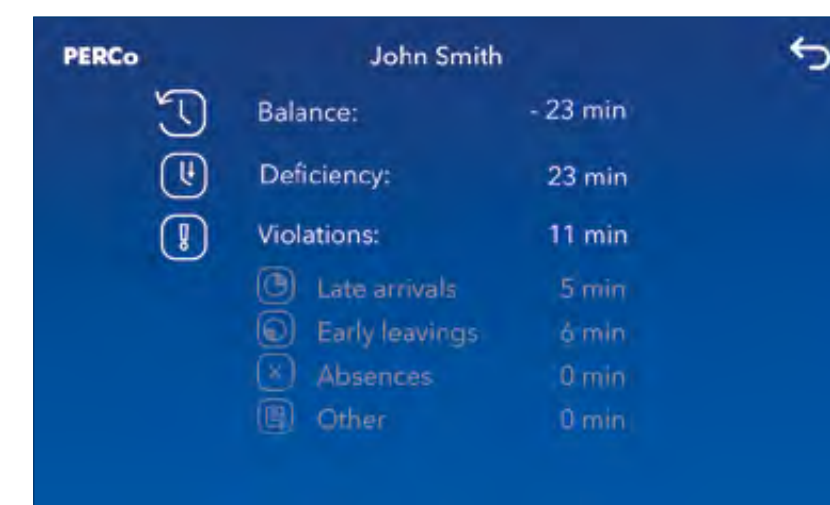 PERCo John Smith
Balance: - 23 min
Deficiency: 23 min
Violations: 11 min
Late arrivals 5 min
Early leavings 6 min
Absences 0 min
Other 0 min